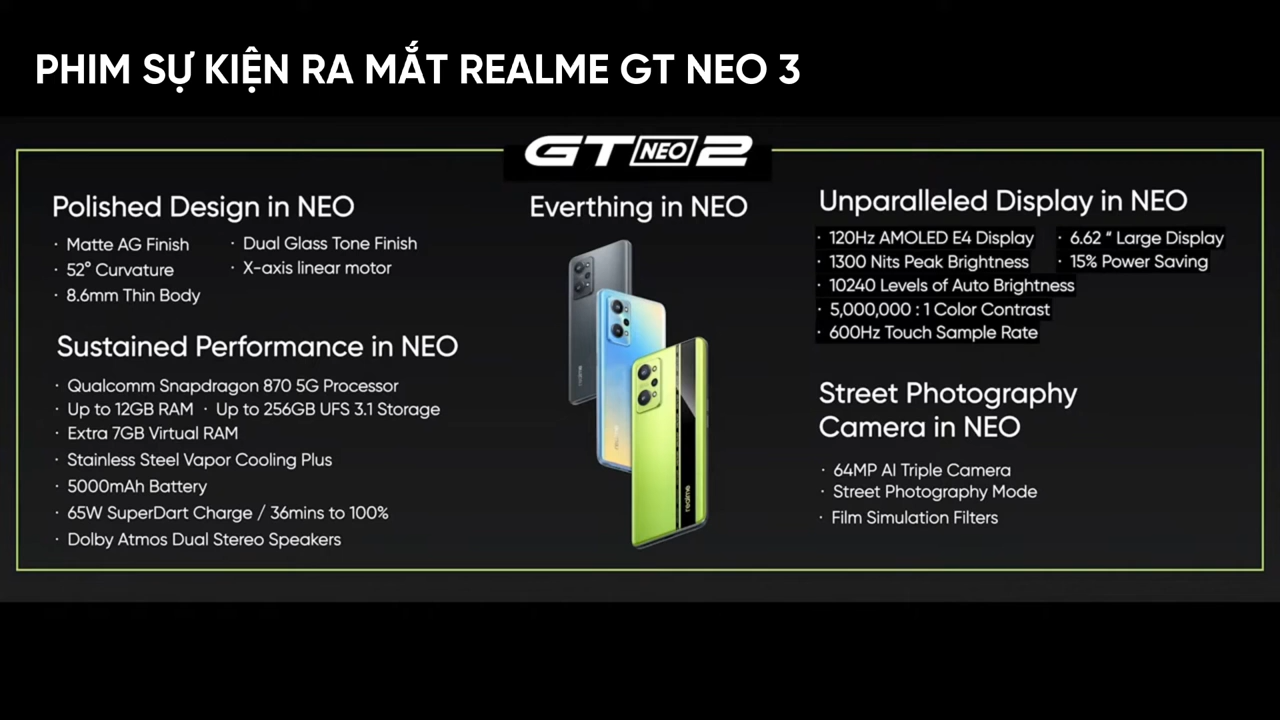 PHIM SỰ KIỆN RA MẮT REALME GT NEO 3
GT NEO 2
Polished Design in NEO
· Matte AG Finish
· Dual Glass Tone Finish
· 52° Curvature
· X-axis linear motor
· 8.6mm Thin Body
Sustained Performance in NEO
· Qualcomm Snapdragon 870 5G Processor
· Up to 12GB RAM · Up to 256GB UFS 3.1 Storage
· Extra 7GB Virtual RAM
· Stainless Steel Vapor Cooling Plus
· 5000mAh Battery
· 65W SuperDart Charge / 36mins to 100%
· Dolby Atmos Dual Stereo Speakers
Everthing in NEO
realme
realme
realme
Unparalleled Display in NEO
· 120Hz AMOLED E4 Display
· 6.62 “ Large Display
· 1300 Nits Peak Brightness
· 15% Power Saving
· 10240 Levels of Auto Brightness
· 5,000,000 : 1 Color Contrast
· 600Hz Touch Sample Rate
Street Photography
Camera in NEO
· 64MP AI Triple Camera
· Street Photography Mode
· Film Simulation Filters